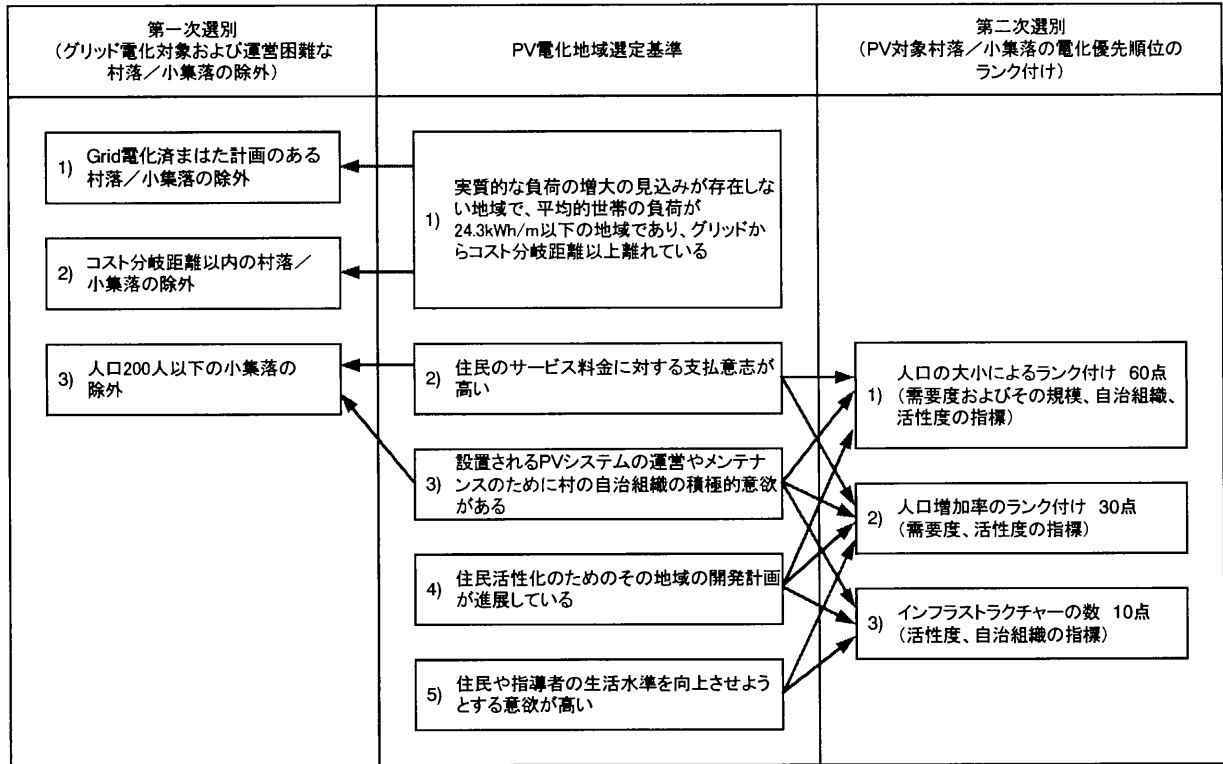 第一次選別
(グリッド電化対象および運営困難な
村落／小集落の除外)
PV電化地域選定基準
第二次選別
(PV対象村落／小集落の電化優先順位の
ランク付け)
1) Grid電化済まはた計画のある
村落／小集落の除外
2) コスト分岐距離以内の村落／
小集落の除外
3) 人口200人以下の小集落の
除外
1) 実質的な負荷の増大の見込みが存在しな
い地域で、平均的世帯の負荷が
24.3kWh/m以下の地域であり、グリッドか
らコスト分岐距離以上離れている
2) 住民のサービス料金に対する支払意志が
高い
3) 設置されるPVシステムの運営やメンテナ
ンスのために村の自治組織の積極的意欲
がある
4) 住民活性化のためのその地域の開発計画
が進展している
5) 住民や指導者の生活水準を向上させよう
とする意欲が高い
1) 人口の大小によるランク付け 60点
(需要度およびその規模、自治組織、
活性度の指標)
2) 人口増加率のランク付け 30点
(需要度、活性度の指標)
3) インフラストラクチャーの数 10点
(活性度、自治組織の指標)